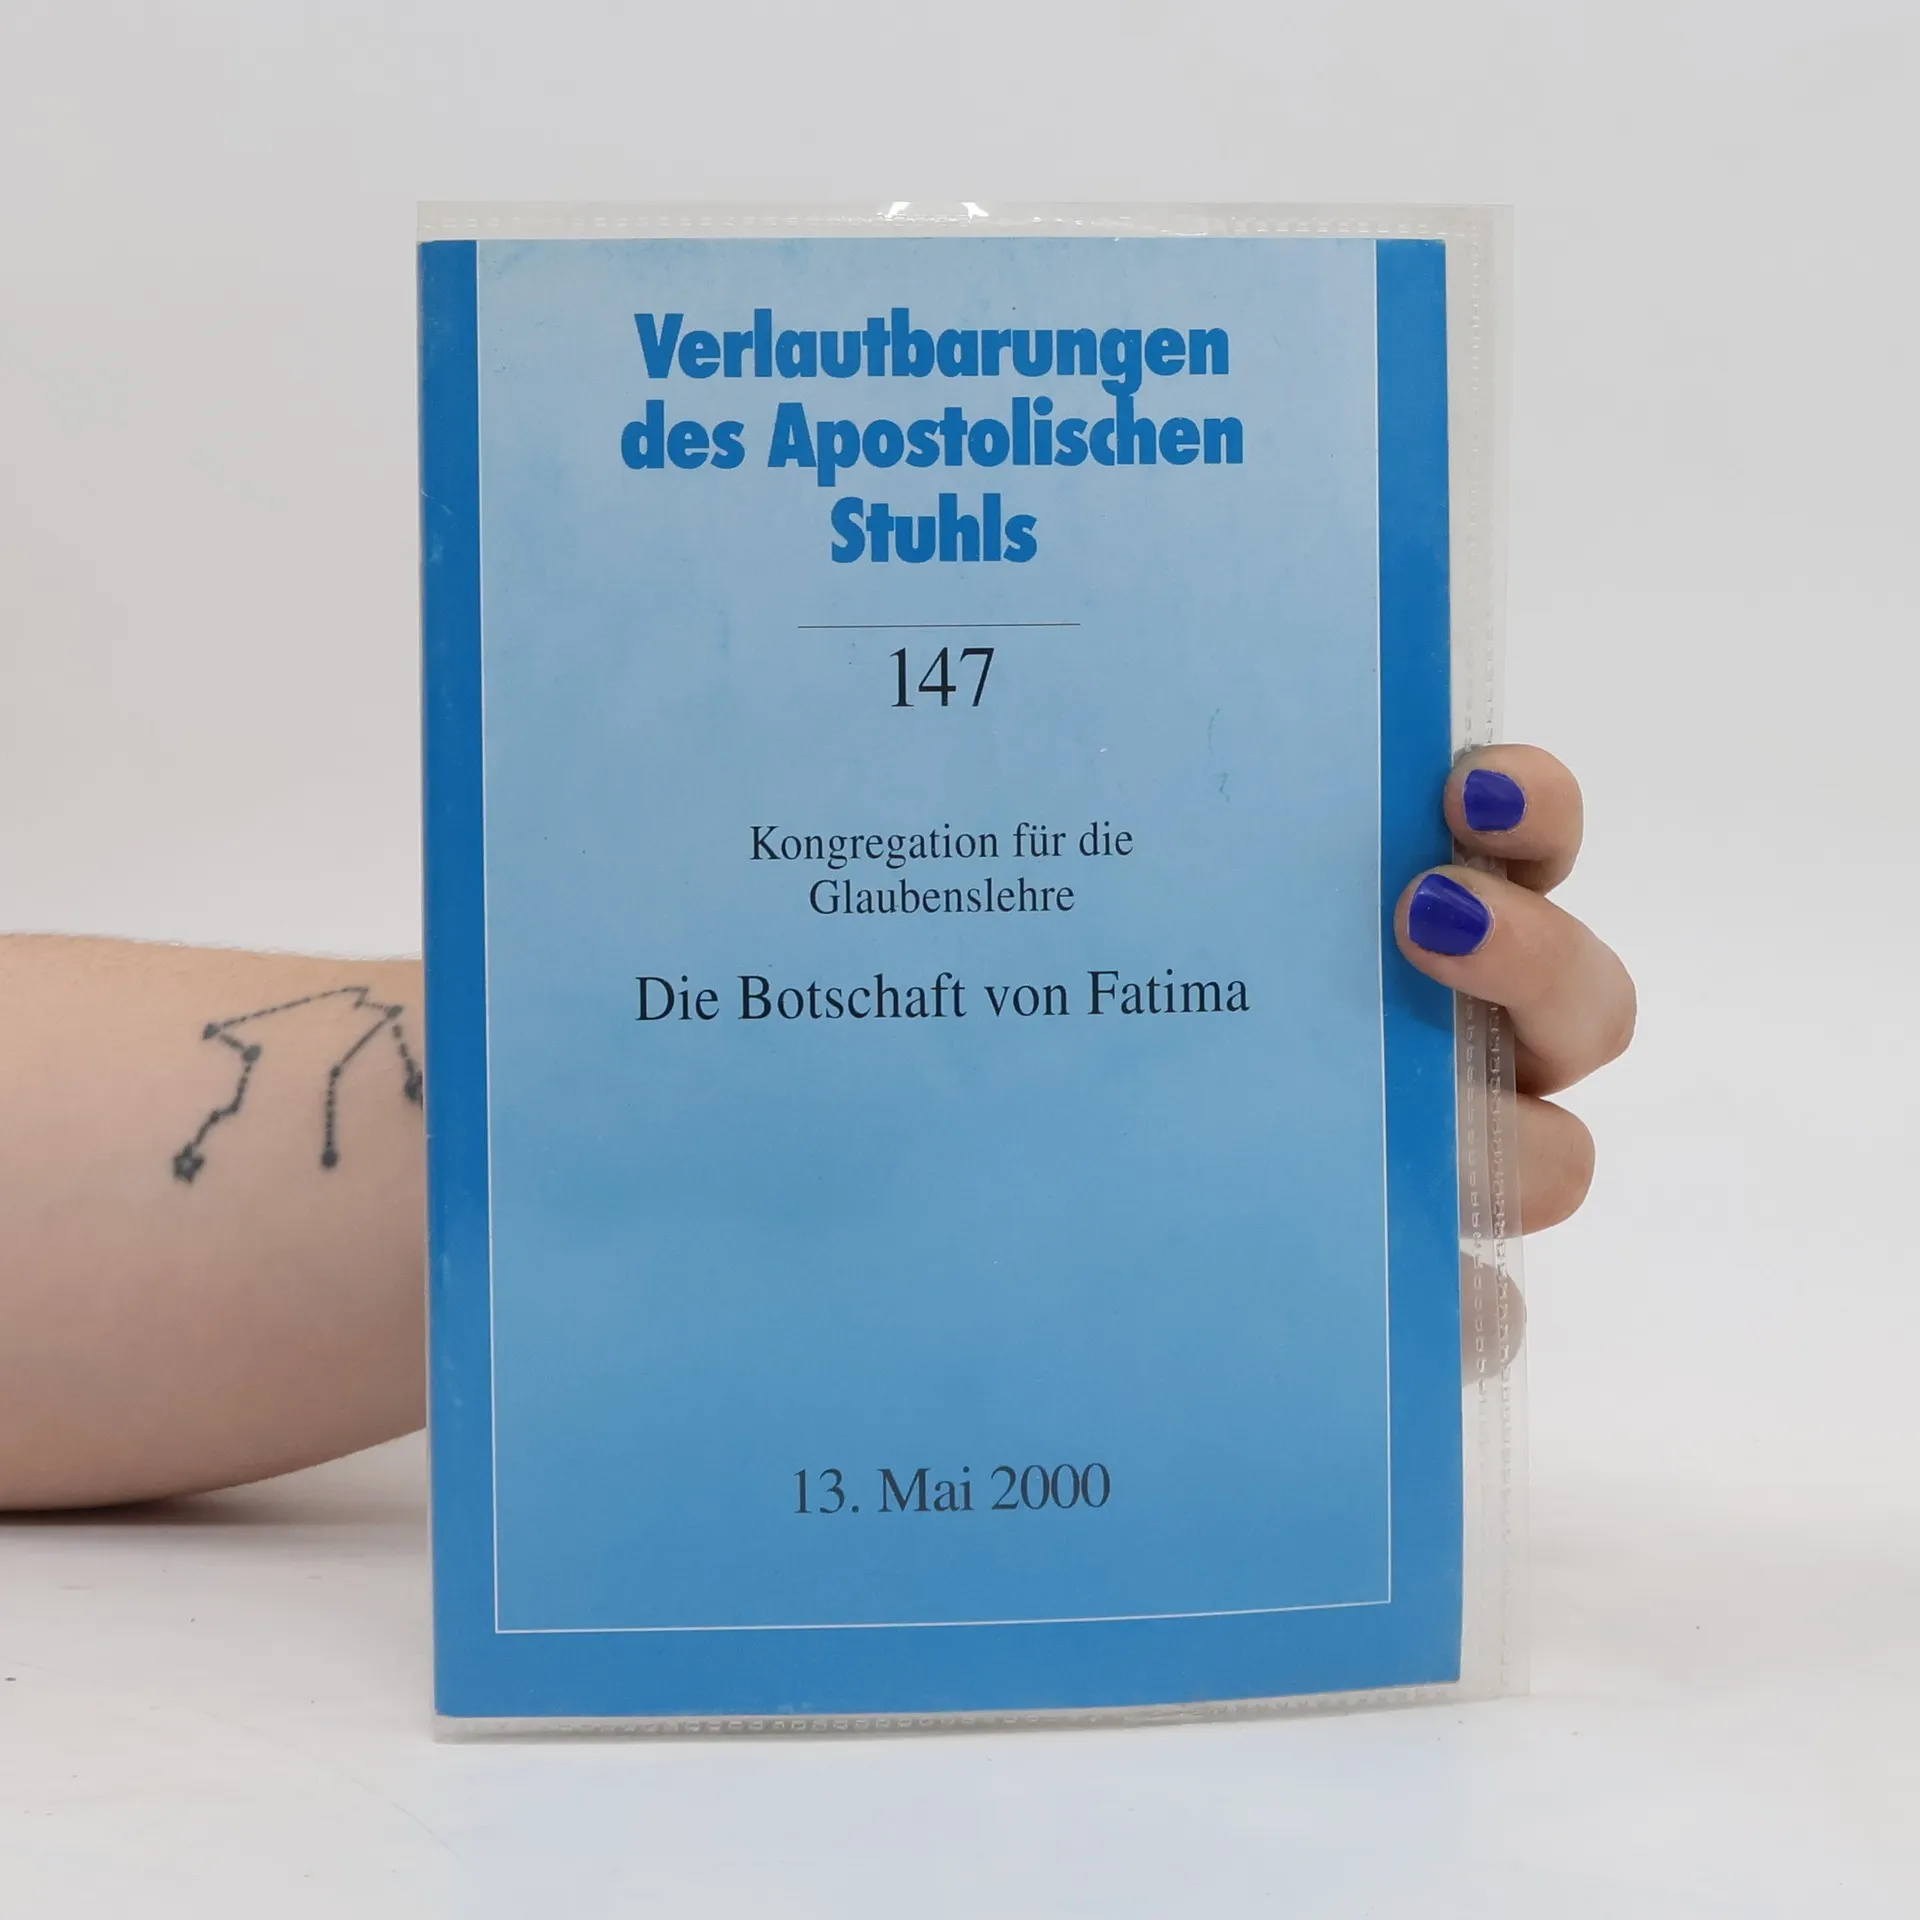 Verlautbarungen
des Apostolischen
Stuhls
147
Kongregation für die
Glaubenslehre
Die Botschaft von Fatima
13. Mai 2000